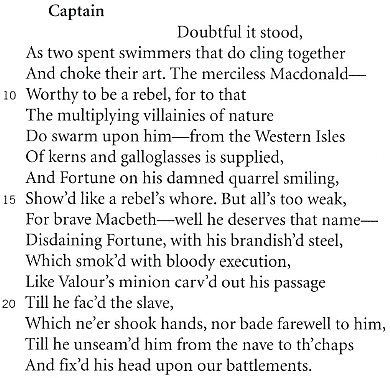 Captain
Doubtful it stood,
As two spent swimmers that do cling together
And choke their art. The merciless Macdonald—
10 Worthy to be a rebel, for to that
The multiplying villainies of nature
Do swarm upon him—from the Western Isles
Of kerns and galloglasses is supplied,
And Fortune on his damned quarrel smiling,
15 Show'd like a rebel's whore. But all's too weak,
For brave Macbeth—well he deserves that name—
Disdaining Fortune, with his brandish'd steel,
Which smok'd with bloody execution,
Like Valour's minion carv'd out his passage
20 Till he fac'd the slave,
Which ne'er shook hands, nor bade farewell to him,
Till he unseam'd him from the nave to th'chaps
And fix'd his head upon our battlements.